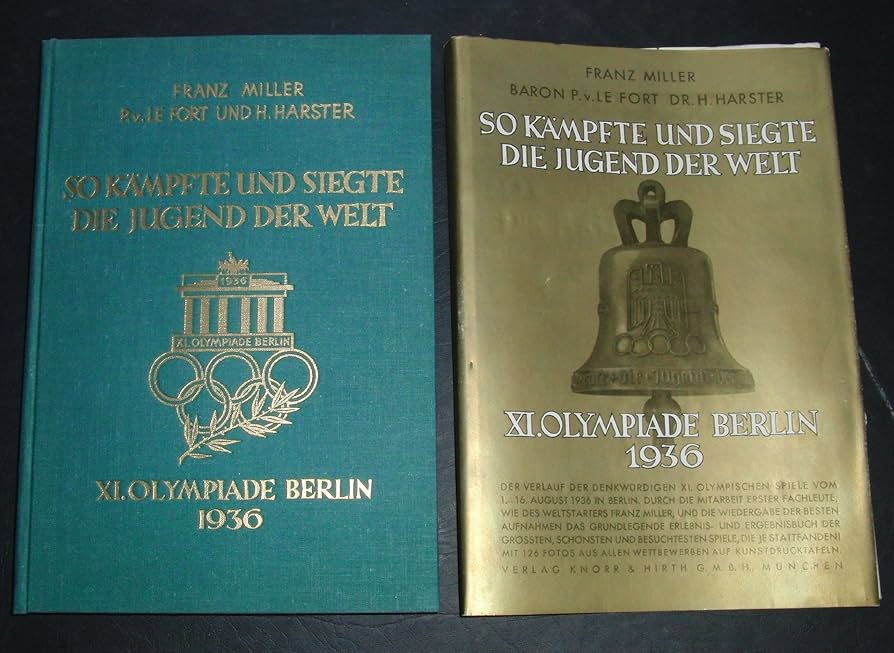 FRANZ MILLER
P.v. LE FORT UND H. HARSTER
SO KÄMPFTE UND SIEGTE
DIE JUGEND DER WELT
1936
XI. OLYMPIADE BERLIN
XI. OLYMPIADE BERLIN
1936
FRANZ MILLER
BARON P.v. LE FORT DR. H. HARSTER
SO KÄMPFTE UND SIEGTE
DIE JUGEND DER WELT
die Jugend
XI. OLYMPIADE BERLIN
1936
DER VERLAUF DER DENKWÜRDIGEN XI. OLYMPISCHEN SPIELE VOM
1.–16. AUGUST 1936 IN BERLIN. DURCH DIE MITARBEIT ERSTER FACHLEUTE,
WIE DES WELTSTARTERS FRANZ MILLER, UND DIE WIEDERGABE DER BESTEN
AUFNAHMEN DAS GRUNDLEGENDE ERLEBNIS- UND ERGEBNISBUCH DER
GRÖSSTEN, SCHÖNSTEN UND BESUCHTESTEN SPIELE, DIE JE STATTFANDEN!
MIT 126 FOTOS AUS ALLEN WETTBEWERBEN AUF KUNSTDRUCKTAFELN.
VERLAG KNORR & HIRTH G.M.B.H., MÜNCHEN